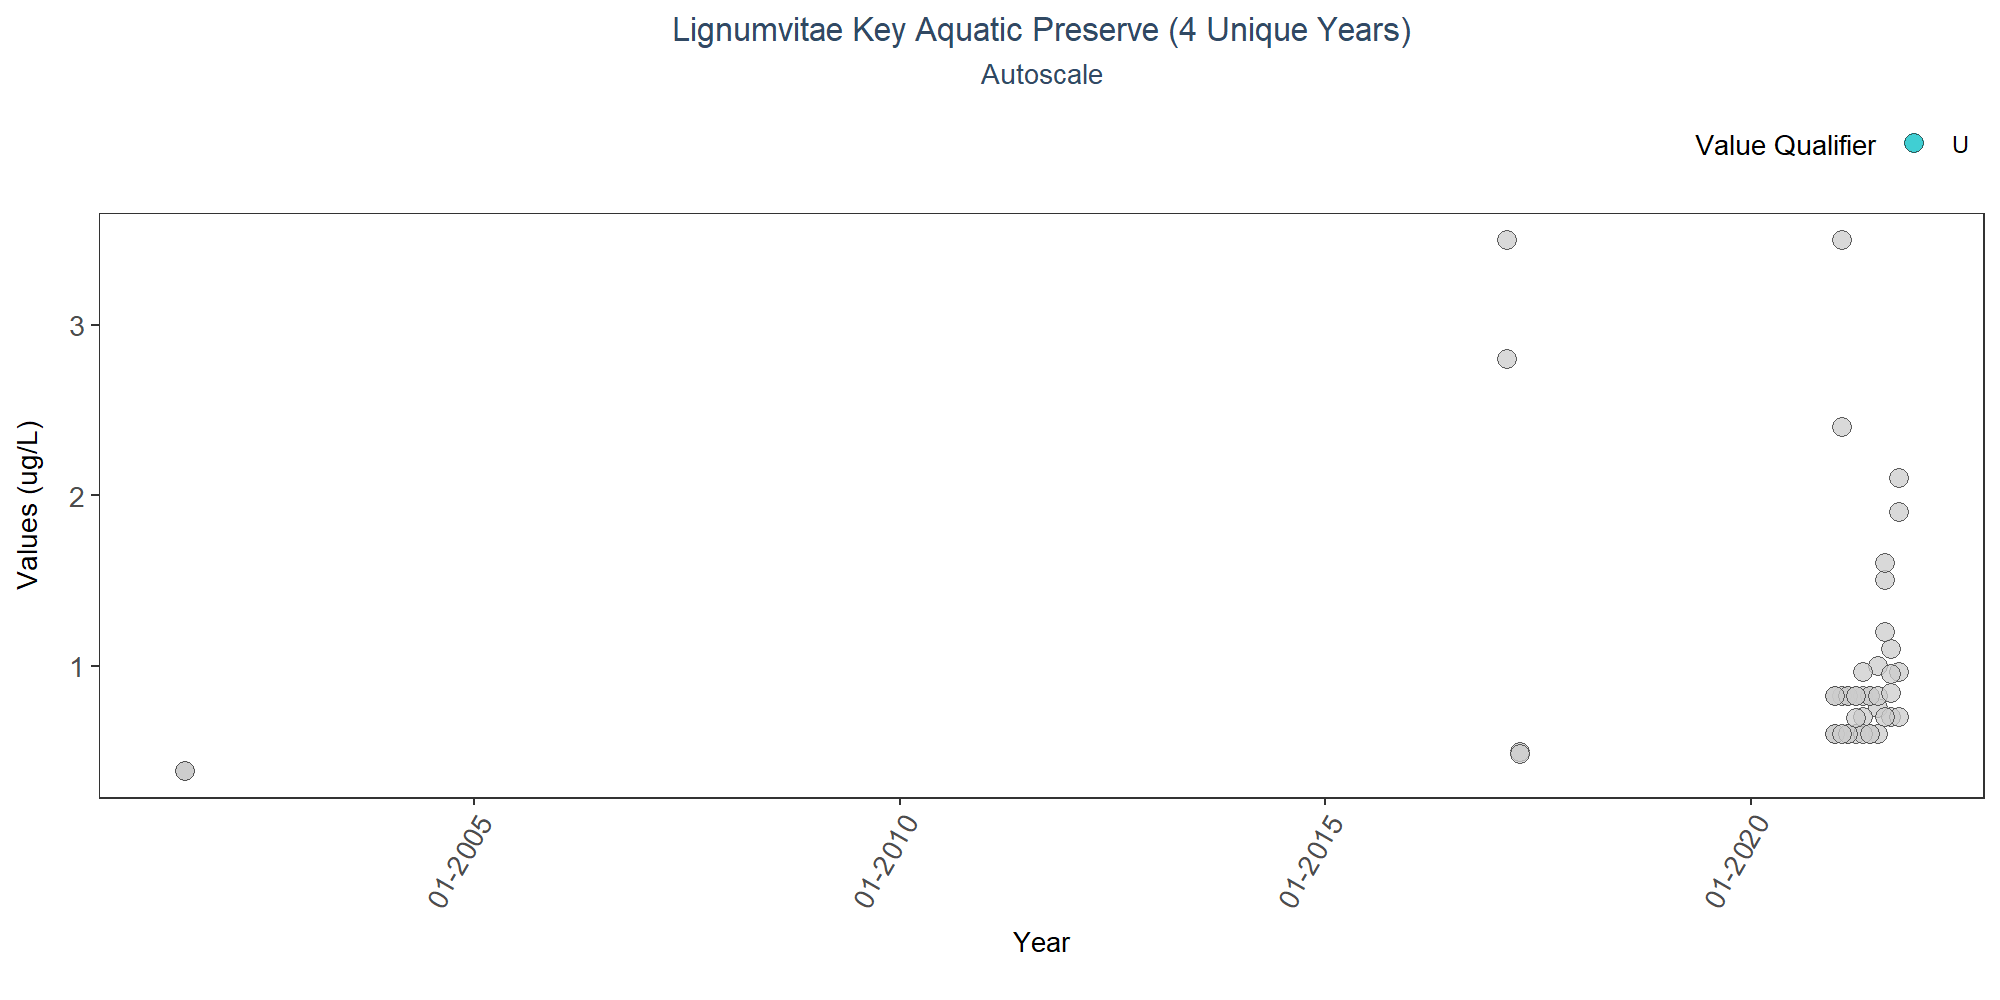 Lignumvitae Key Aquatic Preserve (4 Unique Years)
Autoscale
Value Qualifier U
3
2
1
Values (ug/L)
01-2005
01-2010
01-2015
01-2020
Year